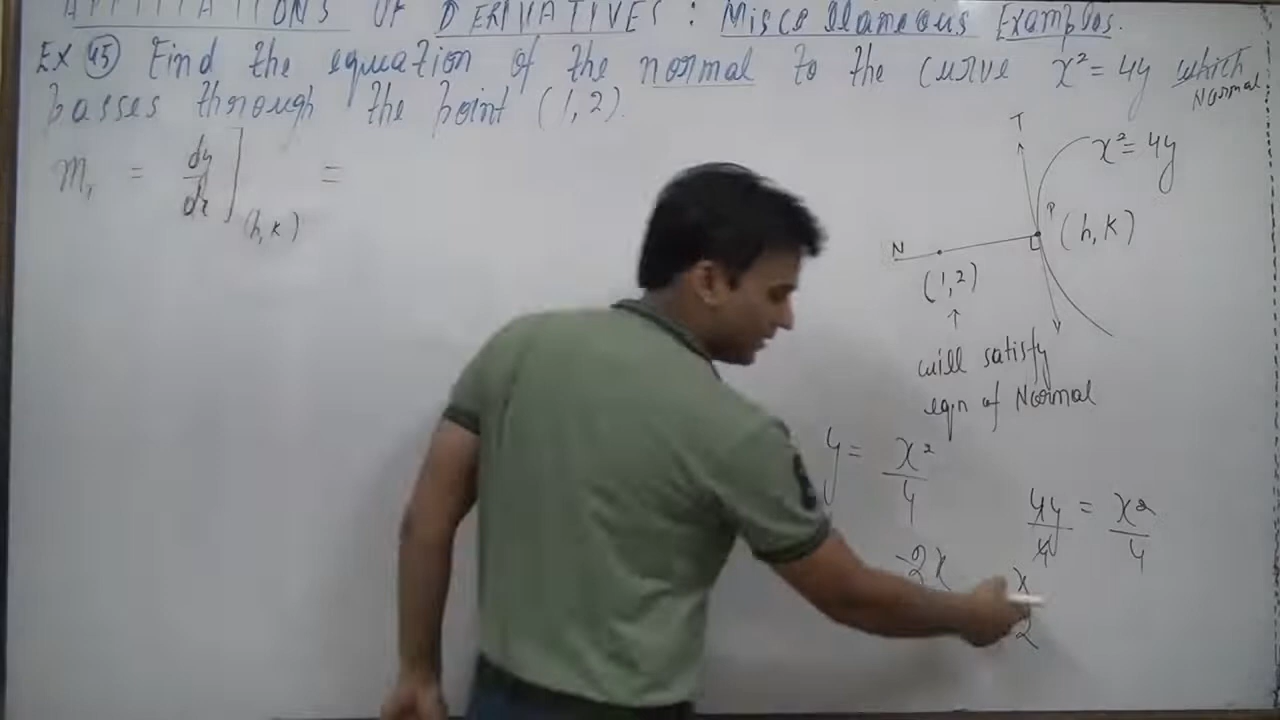 APPLICATIONS OF DERIVATIVES : Miscellaneous Examples.
Ex 45 Find the equation of the normal to the curve x² = 4y which
Normal
passes through the point (1,2).
m₁ = dy/dx](h,k) =
T
x² = 4y
P
(h, k)
N
(1,2)
↑
will satisfy
eqn of Normal
y = x²/4
4y/4 = x²/4
2x
x/2